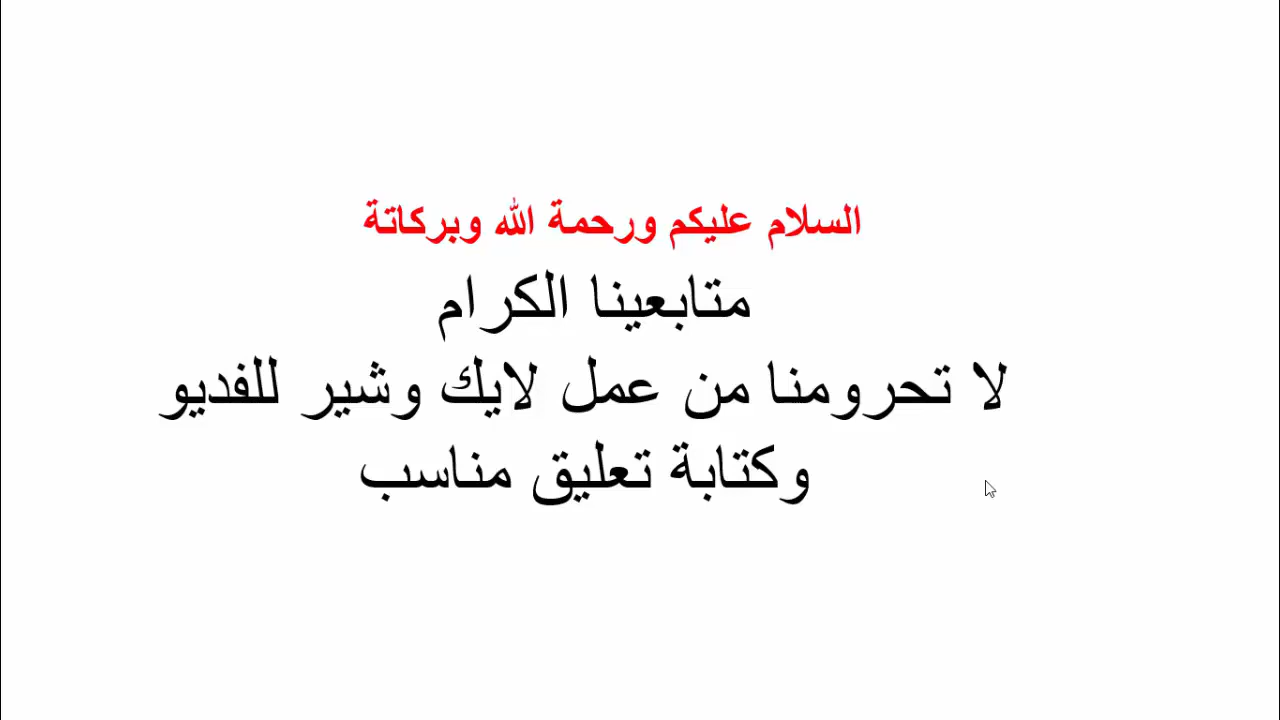 السلام عليكم ورحمة الله وبركاتة
متابعينا الكرام
لا تحرومنا من عمل لايك وشير للفديو
وكتابة تعليق مناسب